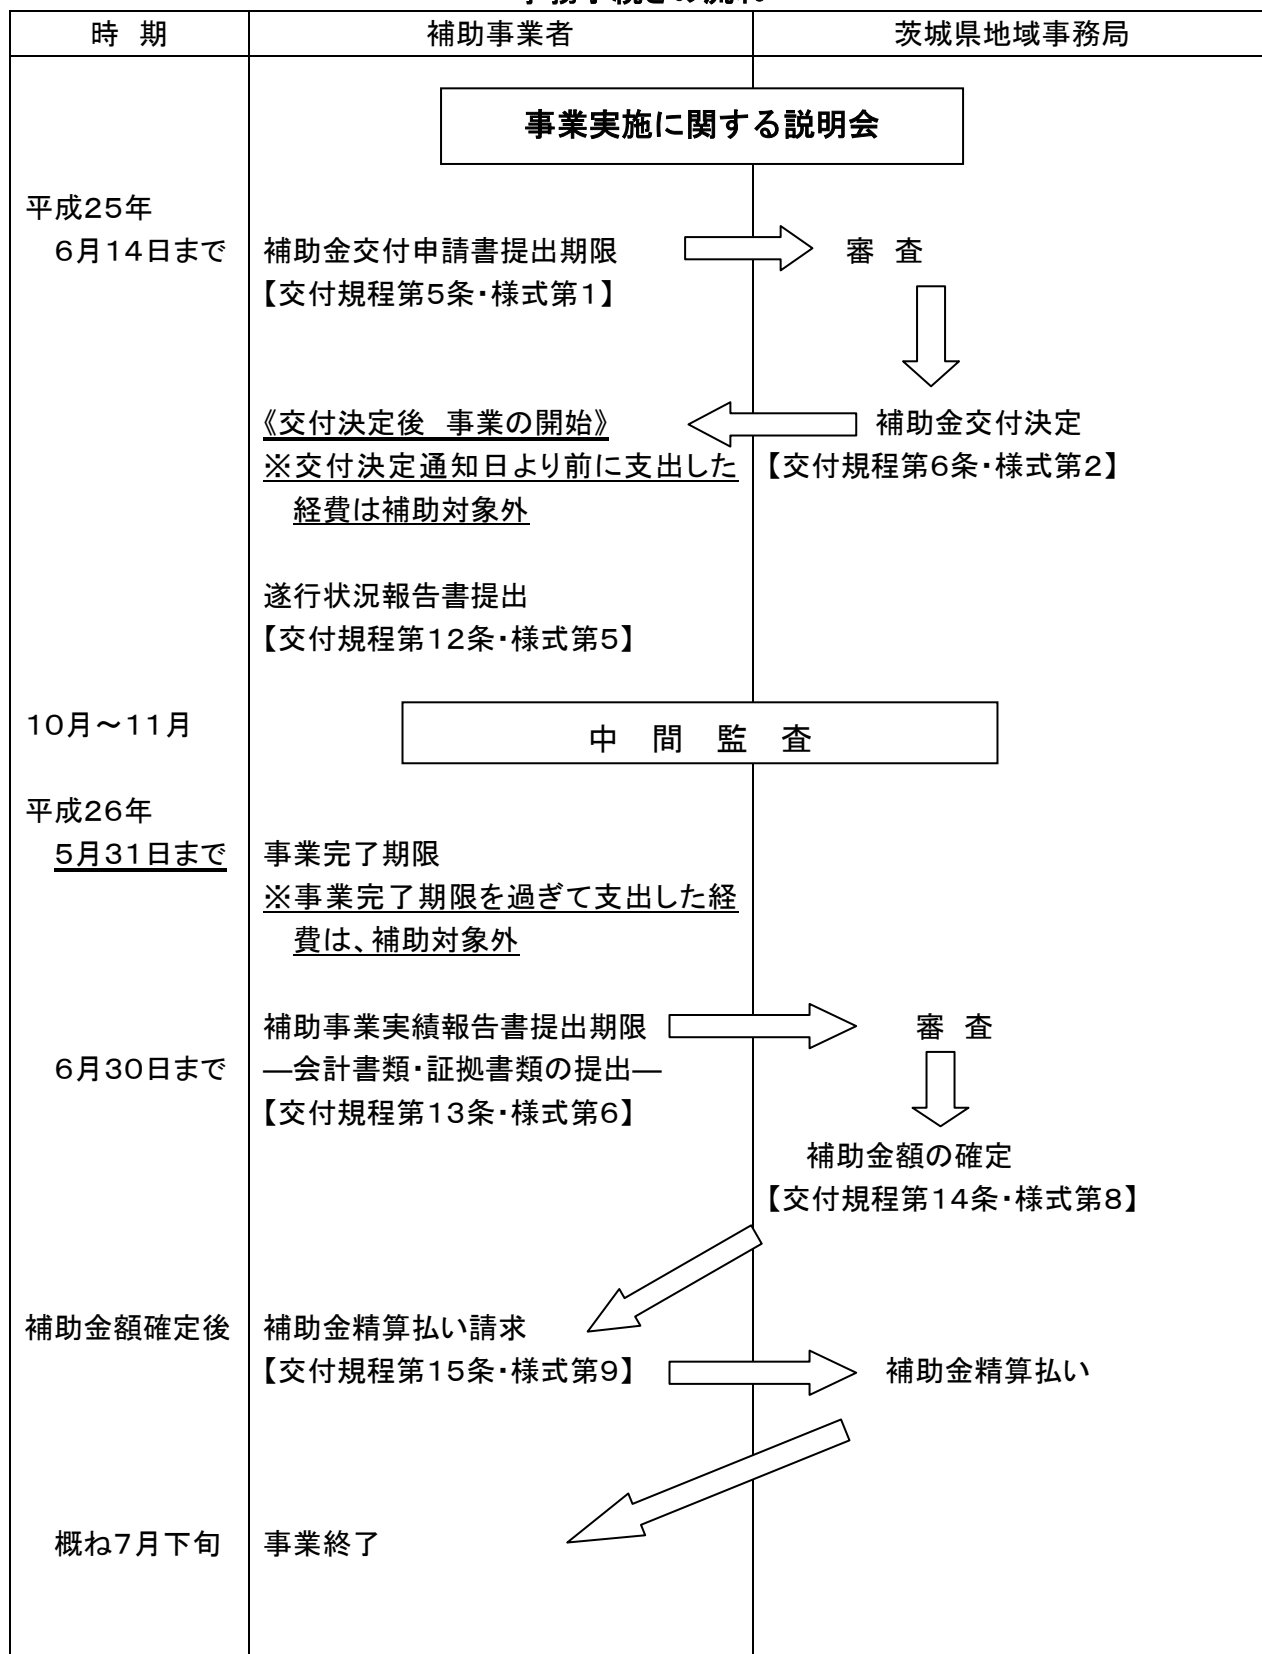 時 期 補助事業者 茨城県地域事務局
事業実施に関する説明会
平成25年
6月14日まで 補助金交付申請書提出期限 審 査
【交付規程第5条・様式第1】
《交付決定後 事業の開始》 補助金交付決定
※交付決定通知日より前に支出した 【交付規程第6条・様式第2】
経費は補助対象外
遂行状況報告書提出
【交付規程第12条・様式第5】
10月～11月 中 間 監 査
平成26年
5月31日まで 事業完了期限
※事業完了期限を過ぎて支出した経
費は、補助対象外
補助事業実績報告書提出期限 審 査
6月30日まで ―会計書類・証拠書類の提出―
【交付規程第13条・様式第6】
補助金額の確定
【交付規程第14条・様式第8】
補助金額確定後 補助金精算払い請求
【交付規程第15条・様式第9】 補助金精算払い
概ね7月下旬 事業終了